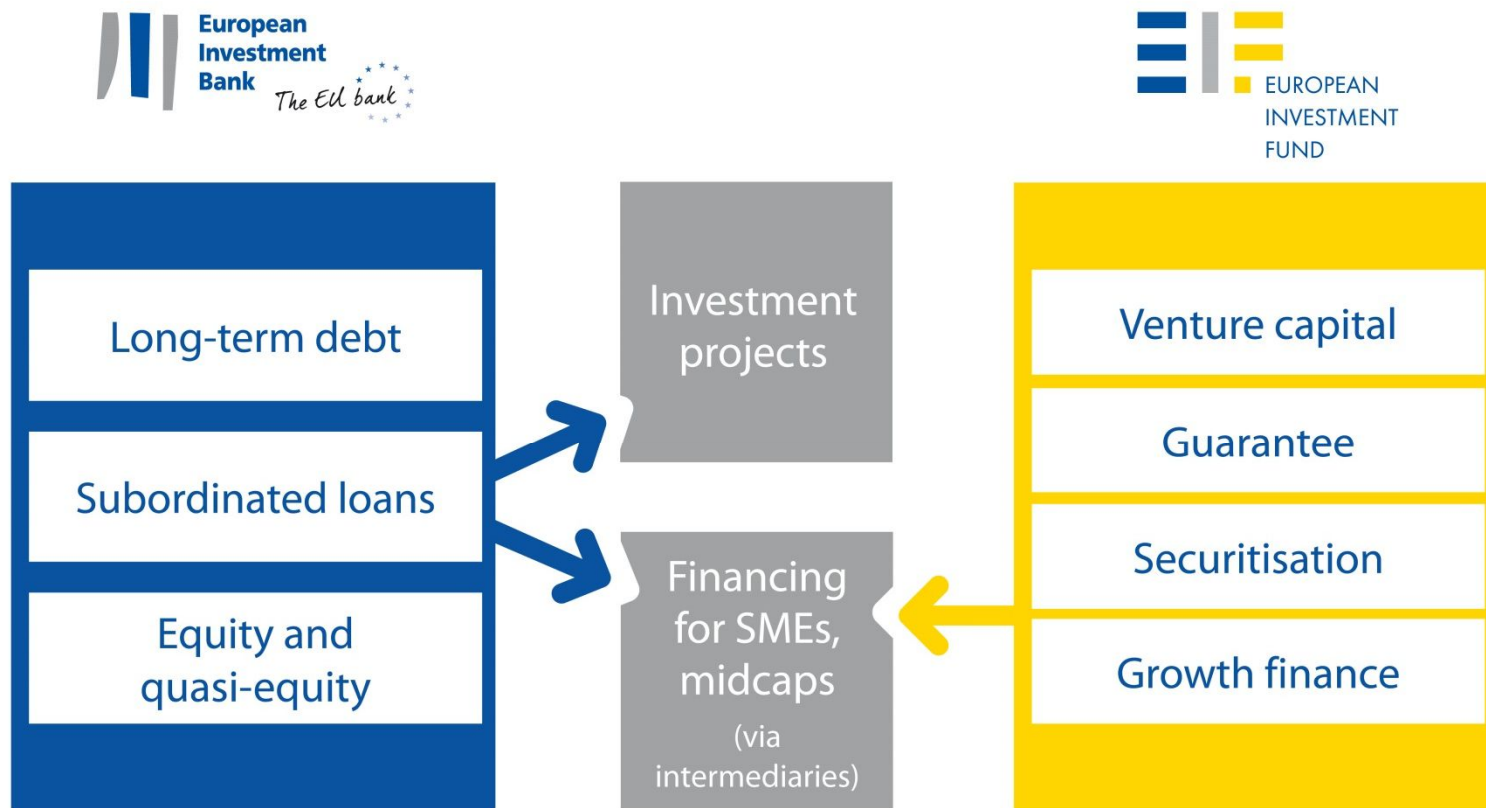 European
Investment
Bank
The EU bank
EIF
EUROPEAN
INVESTMENT
FUND
Long-term debt
Subordinated loans
Equity and
quasi-equity
Investment
projects
Financing
for SMEs,
midcaps
(via
intermediaries)
Venture capital
Guarantee
Securitisation
Growth finance